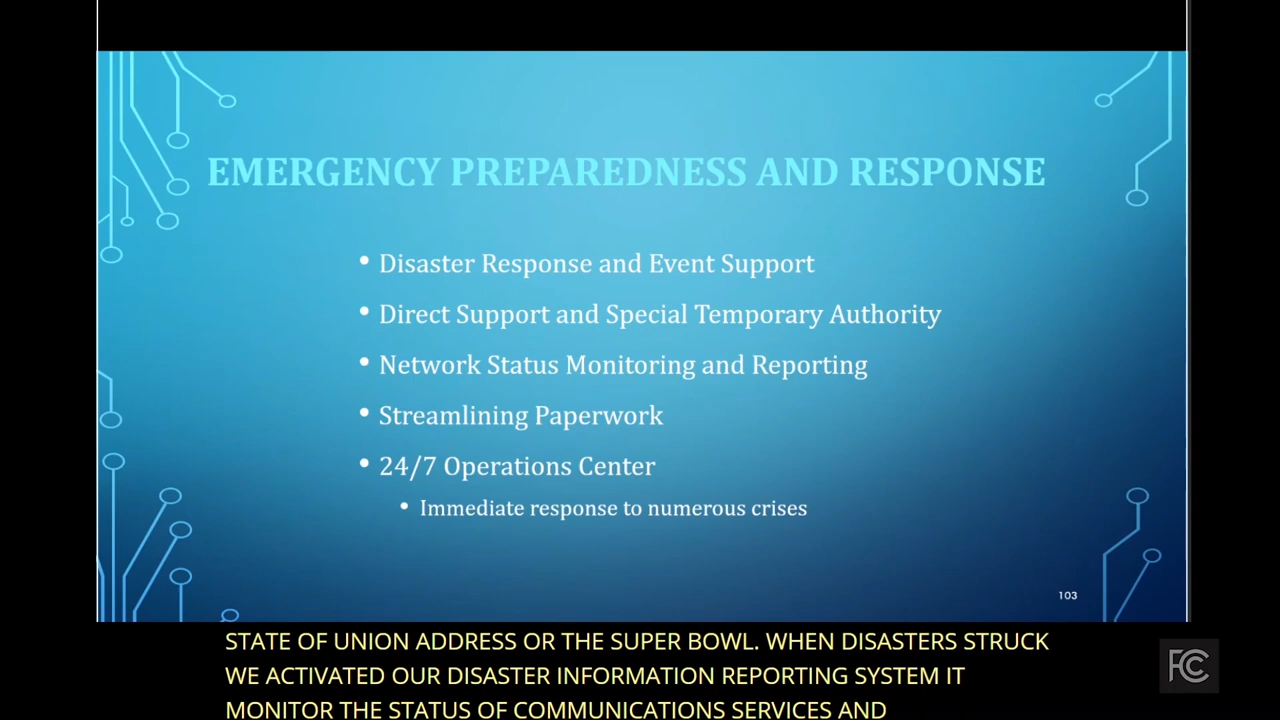 EMERGENCY PREPAREDNESS AND RESPONSE
• Disaster Response and Event Support
• Direct Support and Special Temporary Authority
• Network Status Monitoring and Reporting
• Streamlining Paperwork
• 24/7 Operations Center
• Immediate response to numerous crises
103
STATE OF UNION ADDRESS OR THE SUPER BOWL. WHEN DISASTERS STRUCK
WE ACTIVATED OUR DISASTER INFORMATION REPORTING SYSTEM IT
MONITOR THE STATUS OF COMMUNICATIONS SERVICES AND
FCC